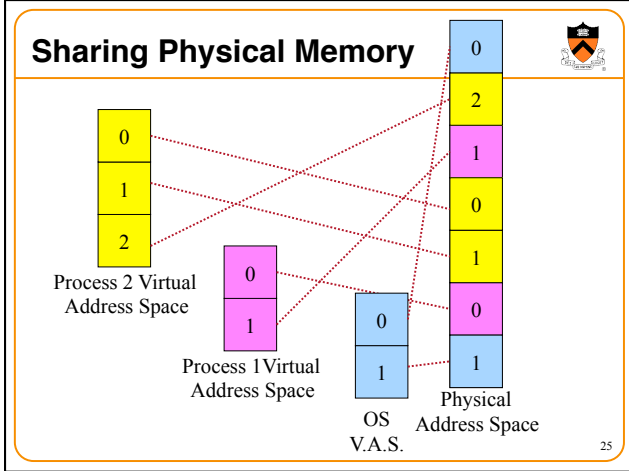 Sharing Physical Memory
0
1
2
Process 2 Virtual
Address Space
0
1
Process 1Virtual
Address Space
0
1
OS
V.A.S.
0
2
1
0
1
0
1
Physical
Address Space
25